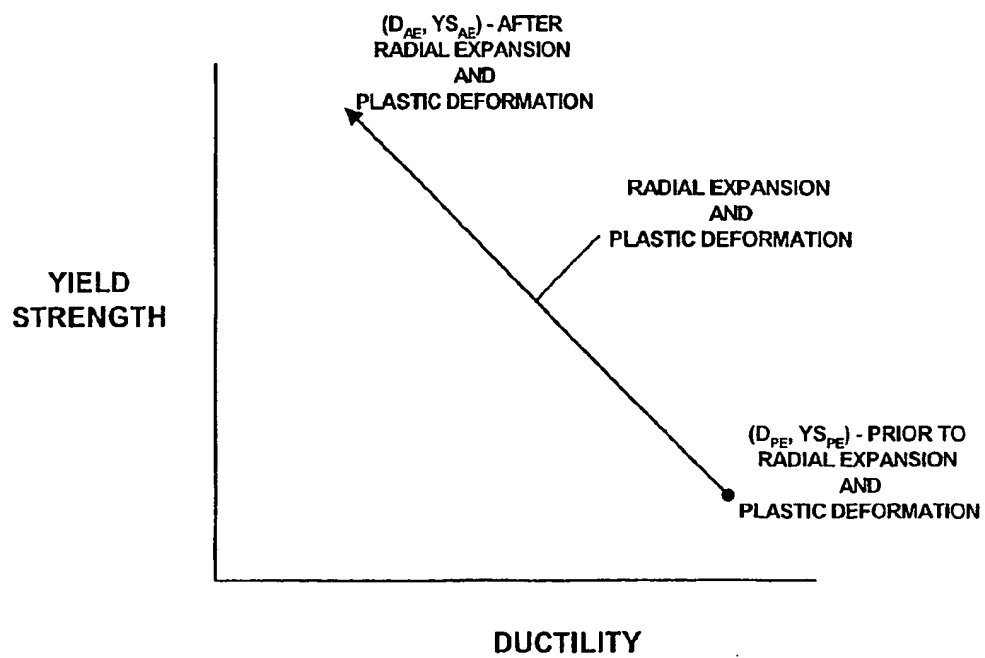 (D_AE, YS_AE) - AFTER
RADIAL EXPANSION
AND
PLASTIC DEFORMATION
RADIAL EXPANSION
AND
PLASTIC DEFORMATION
YIELD
STRENGTH
(D_PE, YS_PE) - PRIOR TO
RADIAL EXPANSION
AND
PLASTIC DEFORMATION
DUCTILITY